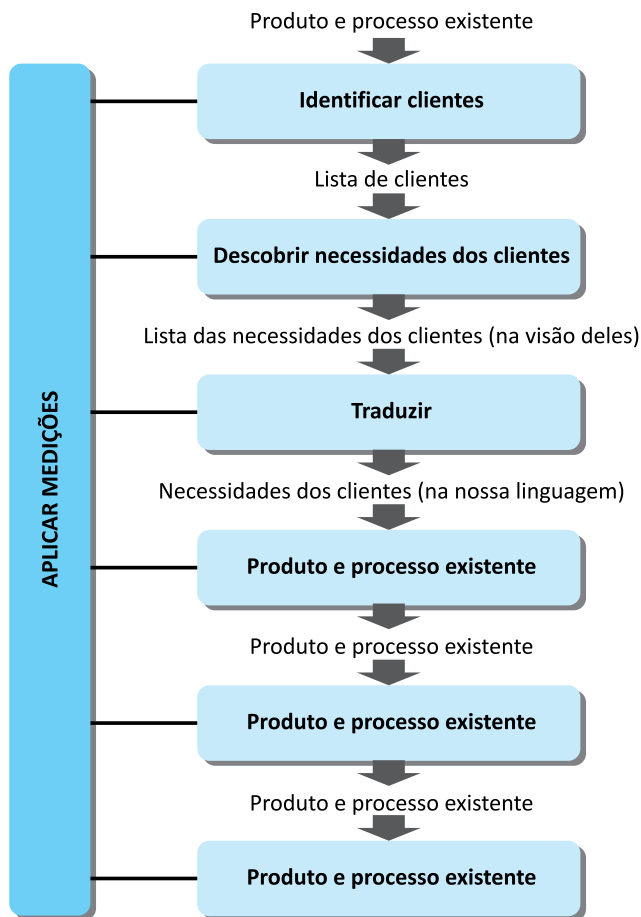 Produto e processo existente
Identificar clientes
Lista de clientes
Descobrir necessidades dos clientes
Lista das necessidades dos clientes (na visão deles)
Traduzir
Necessidades dos clientes (na nossa linguagem)
Produto e processo existente
Produto e processo existente
Produto e processo existente
Produto e processo existente
Produto e processo existente
APLICAR MEDIÇÕES